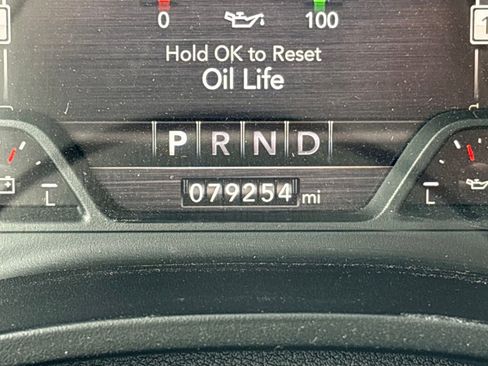 0 100
Hold OK to Reset
Oil Life
P R N D
079254 mi
L L